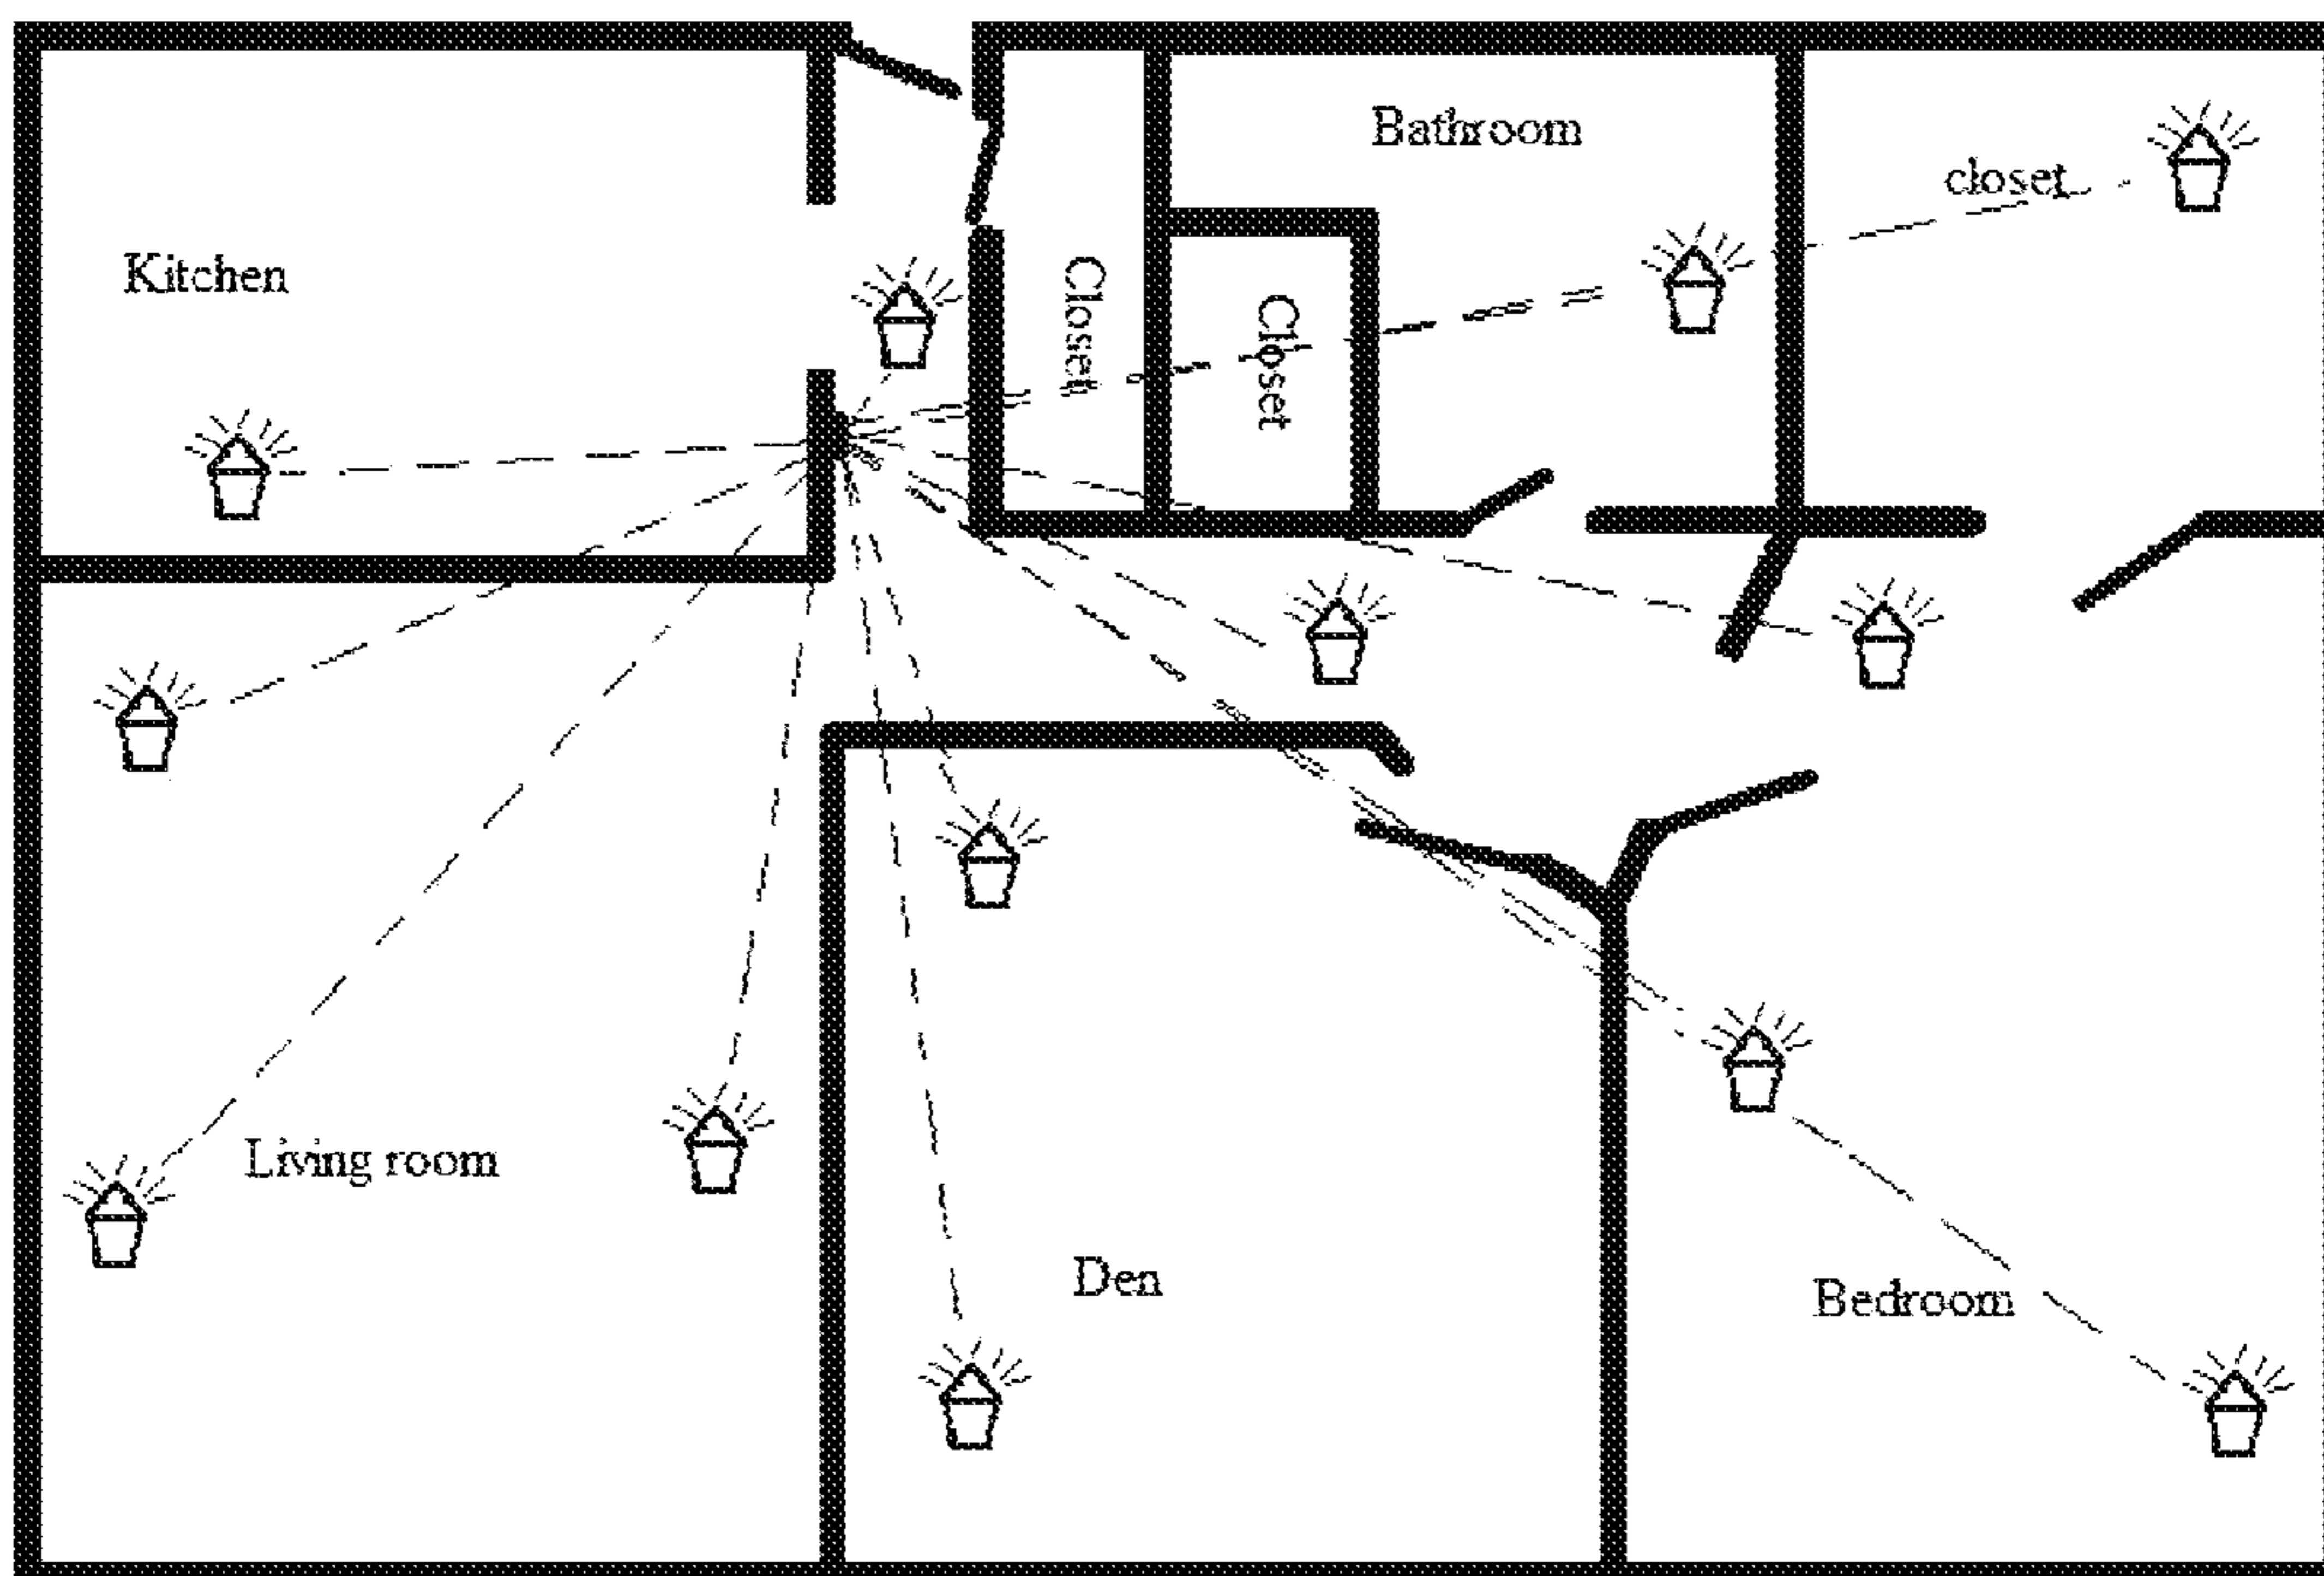 Bathroom
closet
Kitchen
Closet
Closet
Living room
Den
Bedroom